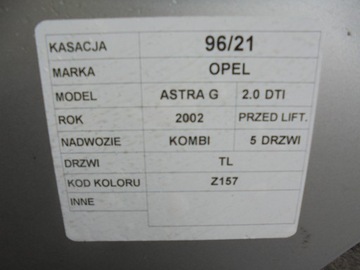 KASACJA 96/21
MARKA OPEL
MODEL ASTRA G 2.0 DTI
ROK 2002 PRZED LIFT.
NADWOZIE KOMBI 5 DRZWI
DRZWI TL
KOD KOLORU Z157
INNE